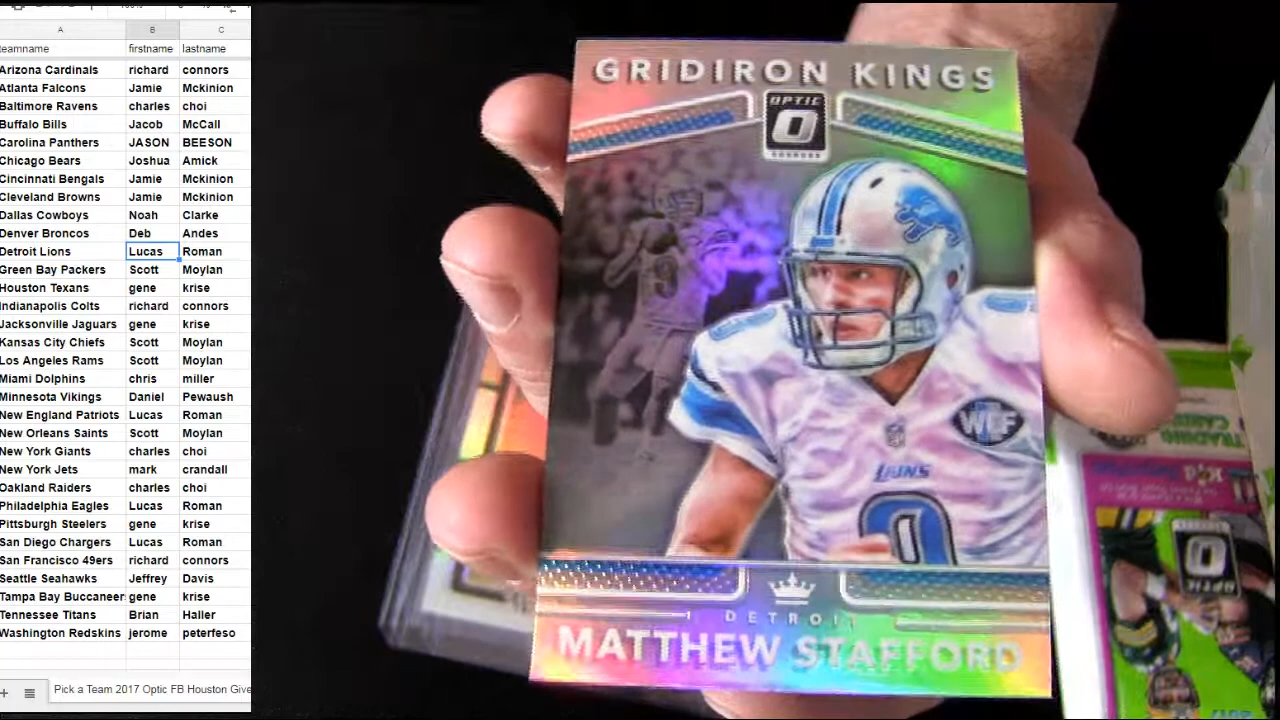 A B C
teamname firstname lastname
Arizona Cardinals richard connors
Atlanta Falcons Jamie Mckinion
Baltimore Ravens charles choi
Buffalo Bills Jacob McCall
Carolina Panthers JASON BEESON
Chicago Bears Joshua Amick
Cincinnati Bengals Jamie Mckinion
Cleveland Browns Jamie Mckinion
Dallas Cowboys Noah Clarke
Denver Broncos Deb Andes
Detroit Lions Lucas Roman
Green Bay Packers Scott Moylan
Houston Texans gene krise
Indianapolis Colts richard connors
Jacksonville Jaguars gene krise
Kansas City Chiefs Scott Moylan
Los Angeles Rams Scott Moylan
Miami Dolphins chris miller
Minnesota Vikings Daniel Pewaush
New England Patriots Lucas Roman
New Orleans Saints Scott Moylan
New York Giants charles choi
New York Jets mark crandall
Oakland Raiders charles choi
Philadelphia Eagles Lucas Roman
Pittsburgh Steelers gene krise
San Diego Chargers Lucas Roman
San Francisco 49ers richard connors
Seattle Seahawks Jeffrey Davis
Tampa Bay Buccaneers gene krise
Tennessee Titans Brian Haller
Washington Redskins jerome peterfeso
Pick a Team 2017 Optic FB Houston Give
GRIDIRON KINGS
OPTIC
O
9
WCF
NFL
LIONS
9
DETROIT
MATTHEW STAFFORD
TRADING
CARDS